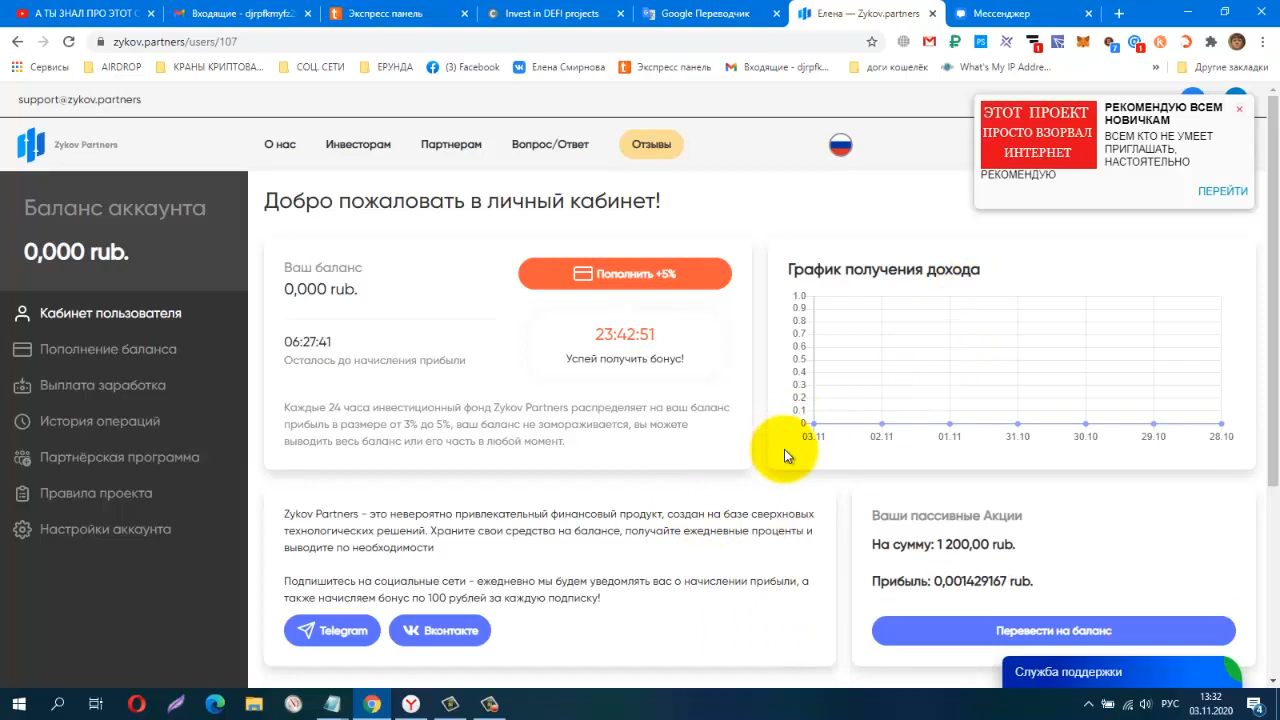 А ТЫ ЗНАЛ ПРО ЭТОТ С
Входящие - djrpfkmyfz2
Экспресс панель
Invest in DEFI projects
Google Переводчик
Елена — Zykov.partners
Мессенджер
zykov.partners/users/107
Сервисы
AIRDROP
КРАНЫ КРИПТОВА...
СОЦ. СЕТИ
ЕРУНДА
(3) Facebook
Елена Смирнова
Экспресс панель
Входящие - djrpfk...
доги кошелёк
What's My IP Addre...
»
Другие закладки
support@zykov.partners
Zykov Partners
О нас
Инвесторам
Партнерам
Вопрос/Ответ
Отзывы
ЭТОТ ПРОЕКТ
ПРОСТО ВЗОРВАЛ
ИНТЕРНЕТ
РЕКОМЕНДУЮ ВСЕМ
НОВИЧКАМ
ВСЕМ КТО НЕ УМЕЕТ
ПРИГЛАШАТЬ,
НАСТОЯТЕЛЬНО
РЕКОМЕНДУЮ
ПЕРЕЙТИ
Баланс аккаунта
0,000 rub.
Кабинет пользователя
Пополнение баланса
Выплата заработка
История операций
Партнёрская программа
Правила проекта
Настройки аккаунта
Добро пожаловать в личный кабинет!
Ваш баланс
0,000 rub.
Пополнить +5%
06:27:41
Осталось до начисления прибыли
23:42:51
Успей получить бонус!
Каждые 24 часа инвестиционный фонд Zykov Partners распределяет на ваш баланс
прибыль в размере от 3% до 5%, ваш баланс не замораживается, вы можете
выводить весь баланс или его часть в любой момент.
График получения дохода
1.0
0.9
0.8
0.7
0.6
0.5
0.4
0.3
0.2
0.1
0
03.11
02.11
01.11
31.10
30.10
29.10
28.10
Zykov Partners - это невероятно привлекательный финансовый продукт, создан на базе сверхновых
технологических решений. Храните свои средства на балансе, получайте ежедневные проценты и
выводите по необходимости
Подпишитесь на социальные сети - ежедневно мы будем уведомлять вас о начислении прибыли, а
также начисляем бонус по 100 рублей за каждую подписку!
Telegram
Вконтакте
Ваши пассивные Акции
На сумму: 1 200,00 rub.
Прибыль: 0,001429167 rub.
Перевести на баланс
Служба поддержки
РУС
13:32
03.11.2020